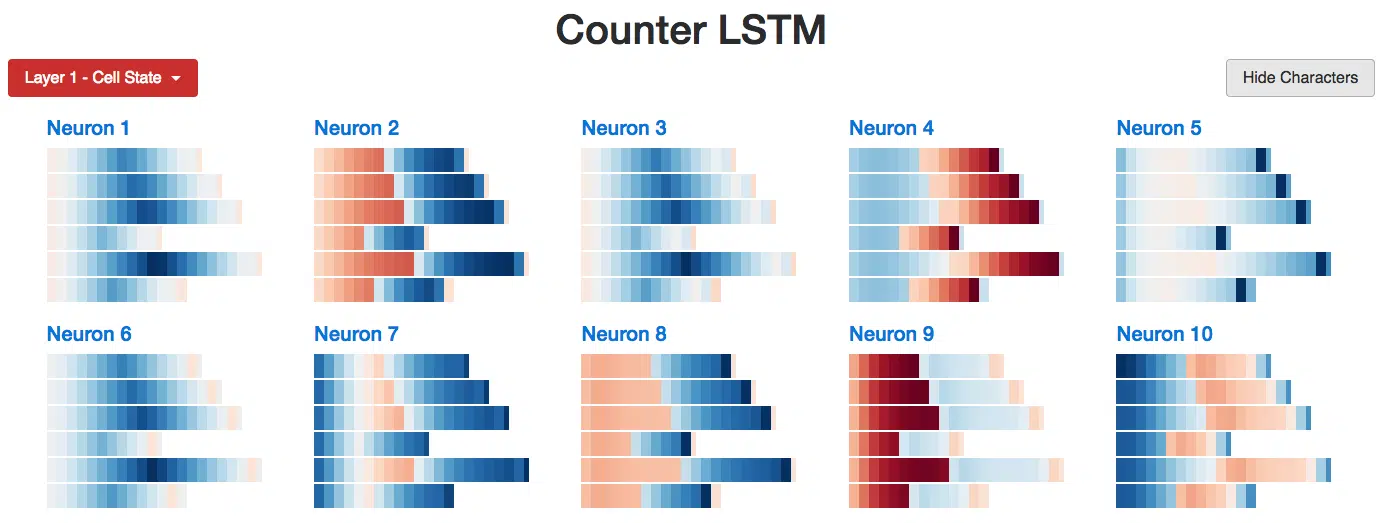 Counter LSTM
Layer 1 - Cell State
Hide Characters
Neuron 1
Neuron 2
Neuron 3
Neuron 4
Neuron 5
Neuron 6
Neuron 7
Neuron 8
Neuron 9
Neuron 10